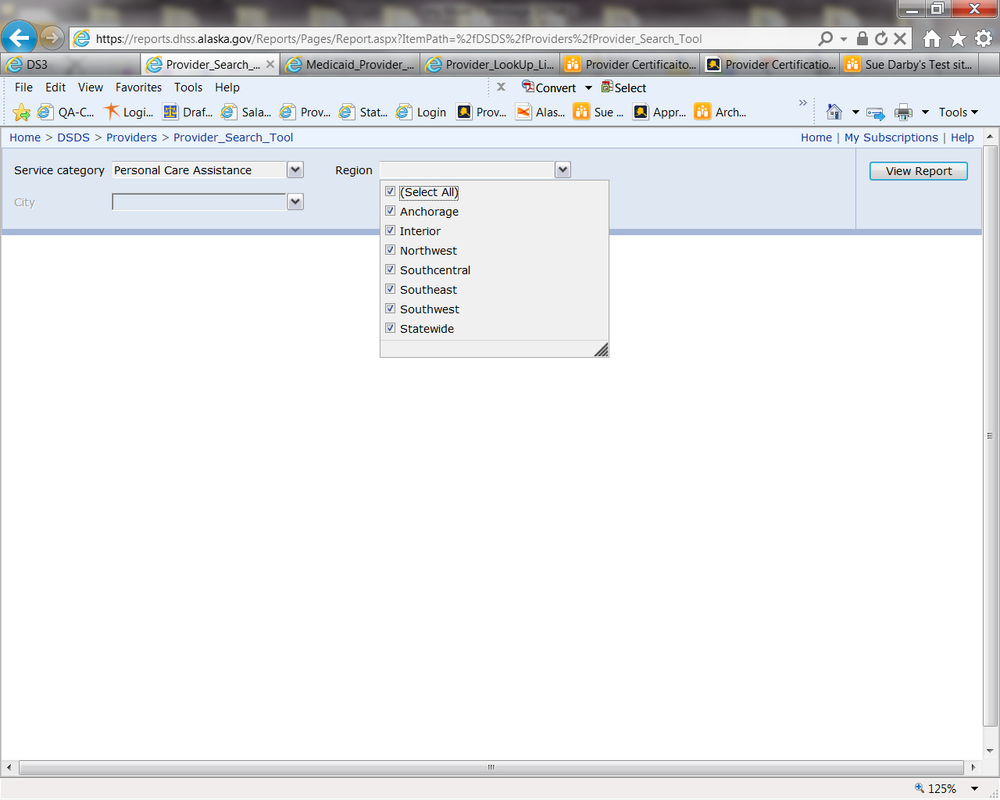 https://reports.dhss.alaska.gov/Reports/Pages/Report.aspx?ItemPath=%2fDSDS%2fProviders%2fProvider_Search_Tool
DS3 Provider_Search_... Medicaid_Provider_... Provider_LookUp_Li... Provider Certificaito... Provider Certificatio... Sue Darby's Test sit...
File Edit View Favorites Tools Help x Convert Select
QA-C... Logi... Draf... Sala... Prov... Stat... Login Prov... Alas... Sue ... Appr... Arch... » Tools
Home > DSDS > Providers > Provider_Search_Tool Home | My Subscriptions | Help
Service category Personal Care Assistance Region View Report
City
(Select All)
Anchorage
Interior
Northwest
Southcentral
Southeast
Southwest
Statewide
125%